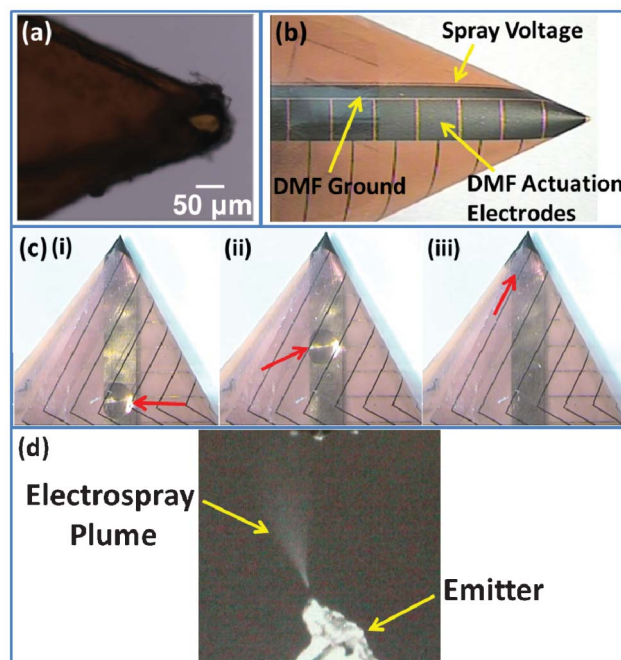 (a)
50 µm
(b)
Spray Voltage
DMF Ground
DMF Actuation
Electrodes
(c) (i)
(ii)
(iii)
(d)
Electrospray
Plume
Emitter